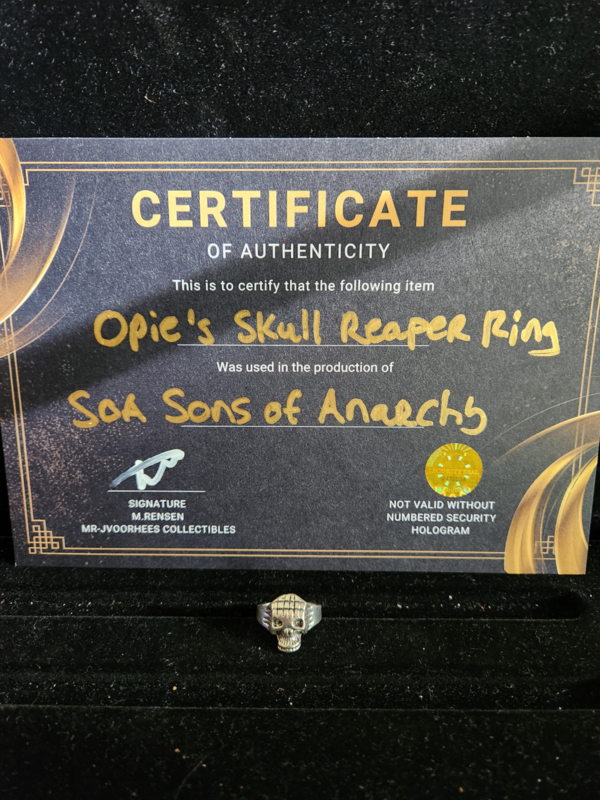 CERTIFICATE
OF AUTHENTICITY
This is to certify that the following item
Opie's Skull Reaper Ring
Was used in the production of
SOA Sons of Anarchy
SIGNATURE
M.RENSEN
MR-JVOORHEES COLLECTIBLES
NOT VALID WITHOUT
NUMBERED SECURITY
HOLOGRAM